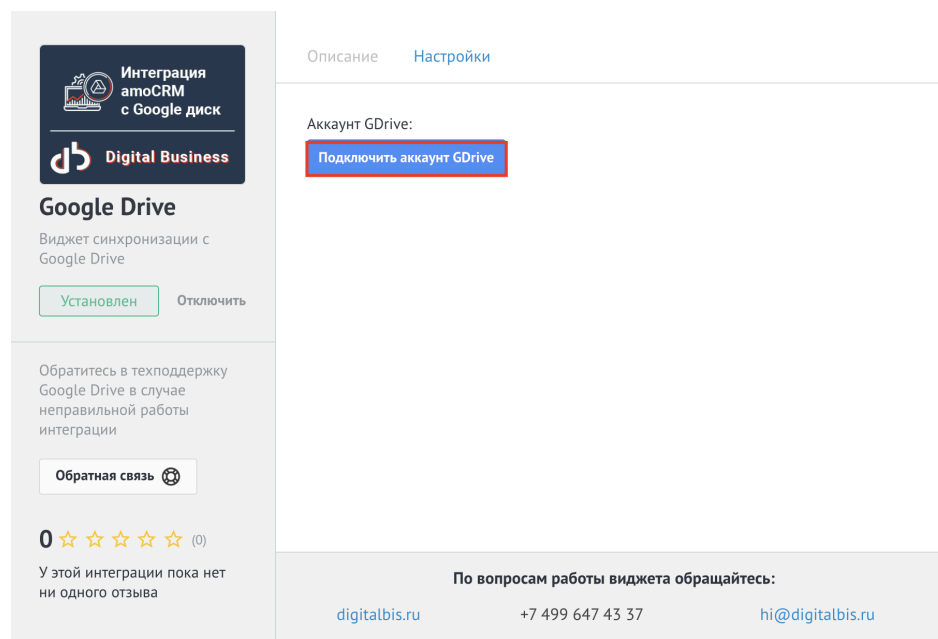 Интеграция
amoCRM
с Google диск
Digital Business
Google Drive
Виджет синхронизации с
Google Drive
Установлен
Отключить
Обратитесь в техподдержку
Google Drive в случае
неправильной работы
интеграции
Обратная связь
0
(0)
У этой интеграции пока нет
ни одного отзыва
Описание
Настройки
Аккаунт GDrive:
Подключить аккаунт GDrive
По вопросам работы виджета обращайтесь:
digitalbis.ru
+7 499 647 43 37
hi@digitalbis.ru